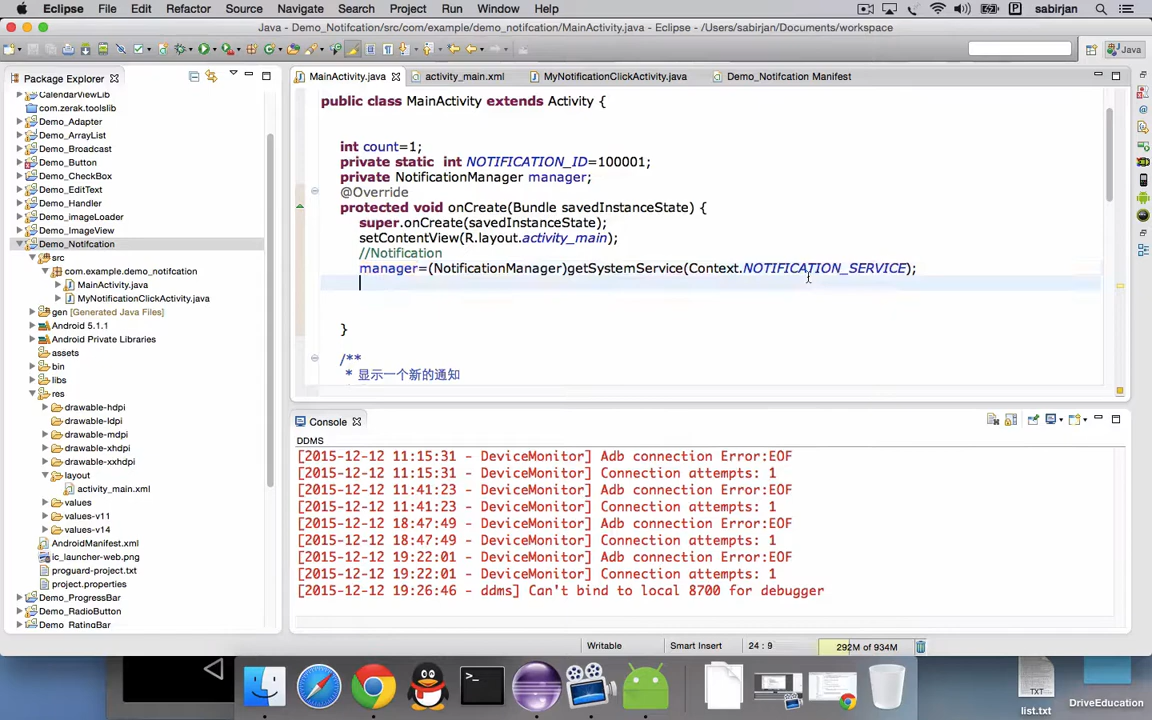 Eclipse File Edit Source Refactor Navigate Search Project Run Window Help sabirjan
Java - Demo_Notifcation/src/com/example/demo_notifcation/MainActivity.java - Eclipse - /Users/sabirjan/Documents/workspace
Java
Package Explorer
CalendarViewLib
com.zerak.toolslib
Demo_Adapter
Demo_ArrayList
Demo_Broadcast
Demo_Button
Demo_CheckBox
Demo_EditText
Demo_Handler
Demo_imageLoader
Demo_ImageView
Demo_Notifcation
src
com.example.demo_notifcation
MainActivity.java
MyNotificationClickActivity.java
gen [Generated Java Files]
Android 5.1.1
Android Private Libraries
assets
bin
libs
res
drawable-hdpi
drawable-ldpi
drawable-mdpi
drawable-xhdpi
drawable-xxhdpi
layout
activity_main.xml
values
values-v11
values-v14
AndroidManifest.xml
ic_launcher-web.png
proguard-project.txt
project.properties
Demo_ProgresBar
Demo_RadioButton
Demo_RatingBar
MainActivity.java activity_main.xml MyNotificationClickActivity.java Demo_Notifcation Manifest
public class MainActivity extends Activity {
int count=1;
private static int NOTIFICATION_ID=100001;
private NotificationManager manager;
@Override
protected void onCreate(Bundle savedInstanceState) {
super.onCreate(savedInstanceState);
setContentView(R.layout.activity_main);
//Notification
manager=(NotificationManager)getSystemService(Context.NOTIFICATION_SERVICE);
}
/**
* 显示一个新的通知
Console
DDMS
[2015-12-12 11:15:31 - DeviceMonitor] Adb connection Error:EOF
[2015-12-12 11:15:31 - DeviceMonitor] Connection attempts: 1
[2015-12-12 11:41:23 - DeviceMonitor] Adb connection Error:EOF
[2015-12-12 11:41:23 - DeviceMonitor] Connection attempts: 1
[2015-12-12 18:47:49 - DeviceMonitor] Adb connection Error:EOF
[2015-12-12 18:47:49 - DeviceMonitor] Connection attempts: 1
[2015-12-12 19:22:01 - DeviceMonitor] Adb connection Error:EOF
[2015-12-12 19:22:01 - DeviceMonitor] Connection attempts: 1
[2015-12-12 19:26:46 - ddms] Can't bind to local 8700 for debugger
Writable Smart Insert 24 : 9 292M of 934M
TXT
list.txt
DriveEducation